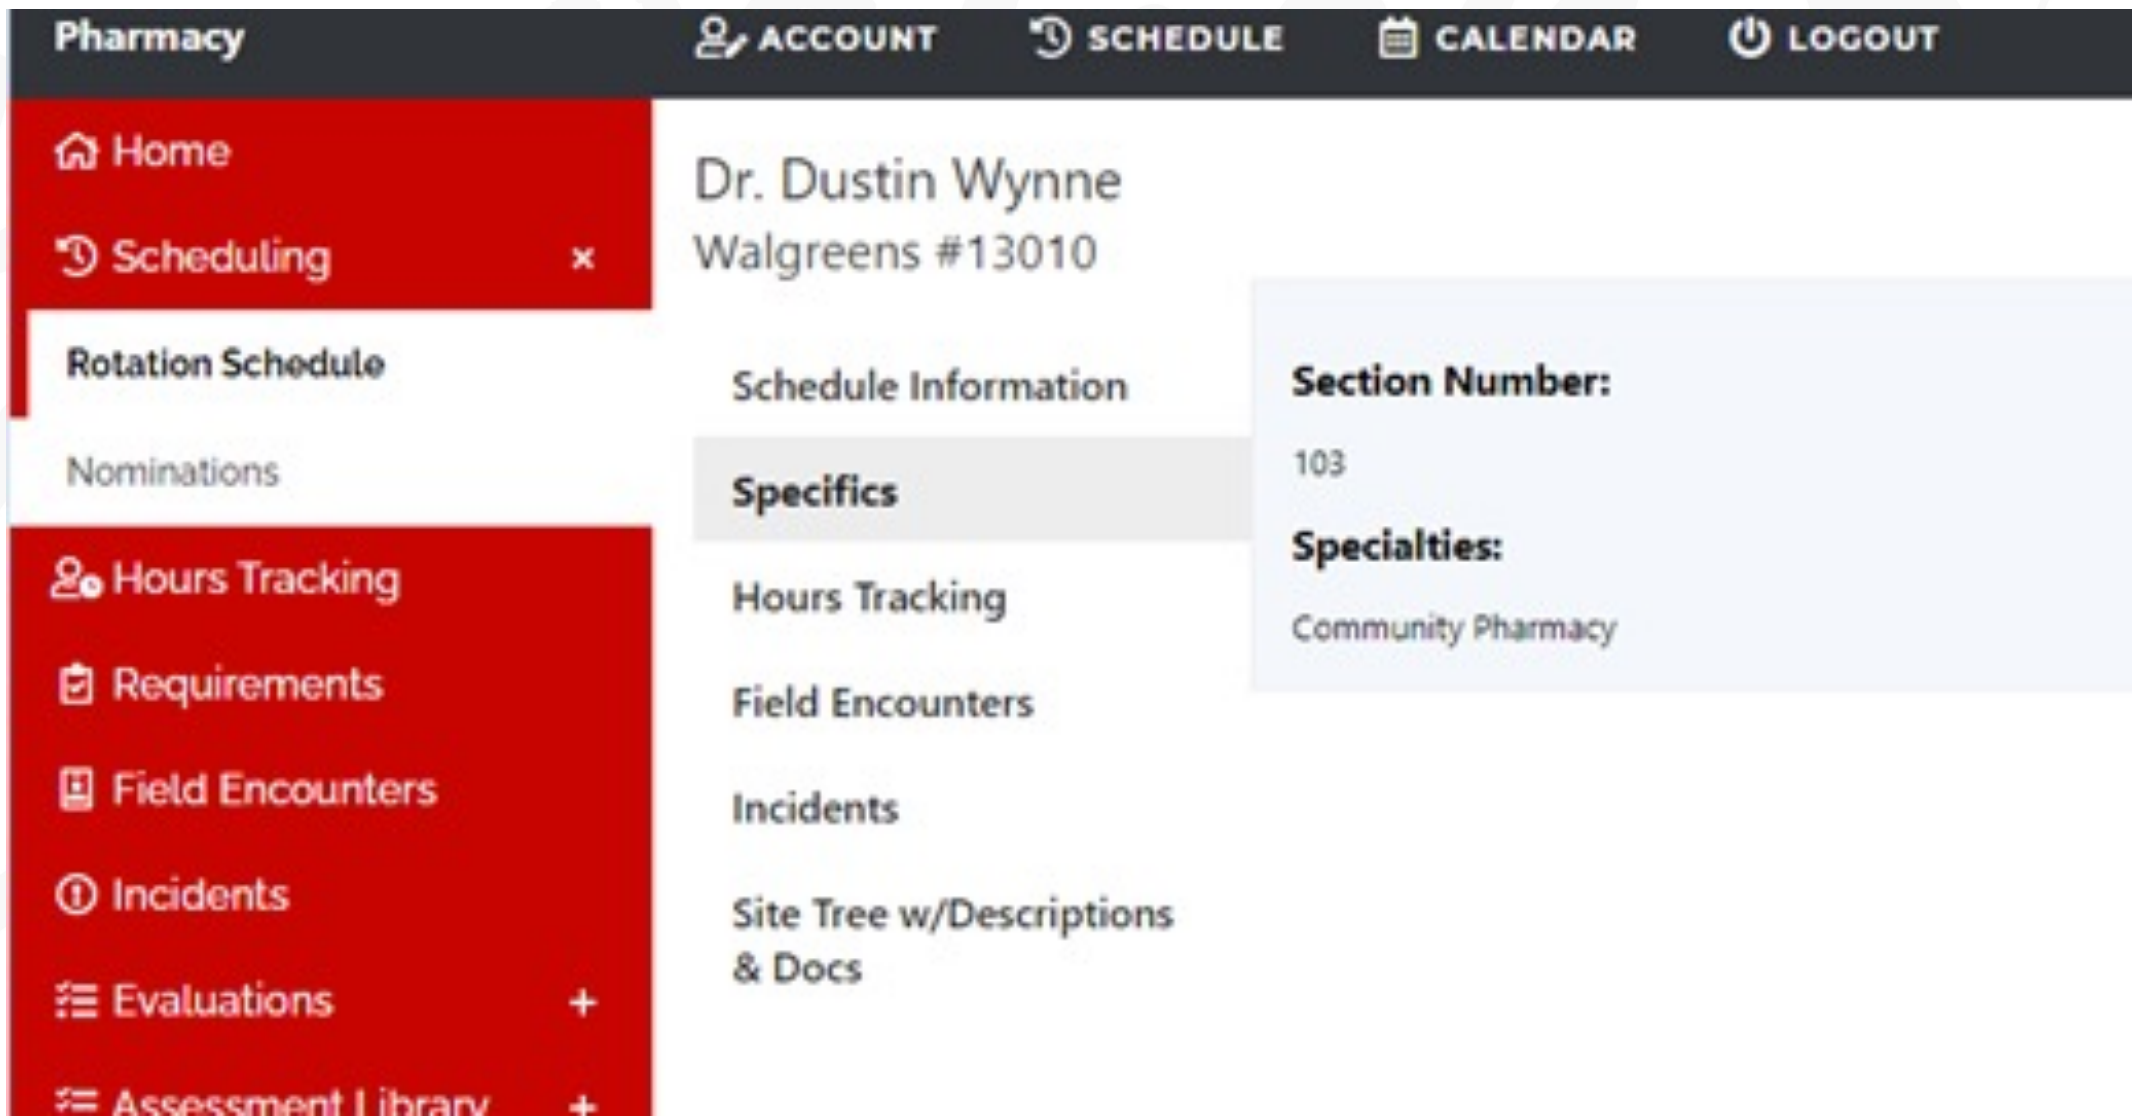 Pharmacy
ACCOUNT
SCHEDULE
CALENDAR
LOGOUT
Home
Scheduling
Rotation Schedule
Nominations
Hours Tracking
Requirements
Field Encounters
Incidents
Evaluations
Assessment Library
Dr. Dustin Wynne
Walgreens #13010
Schedule Information
Specifics
Hours Tracking
Field Encounters
Incidents
Site Tree w/Descriptions
& Docs
Section Number:
103
Specialties:
Community Pharmacy